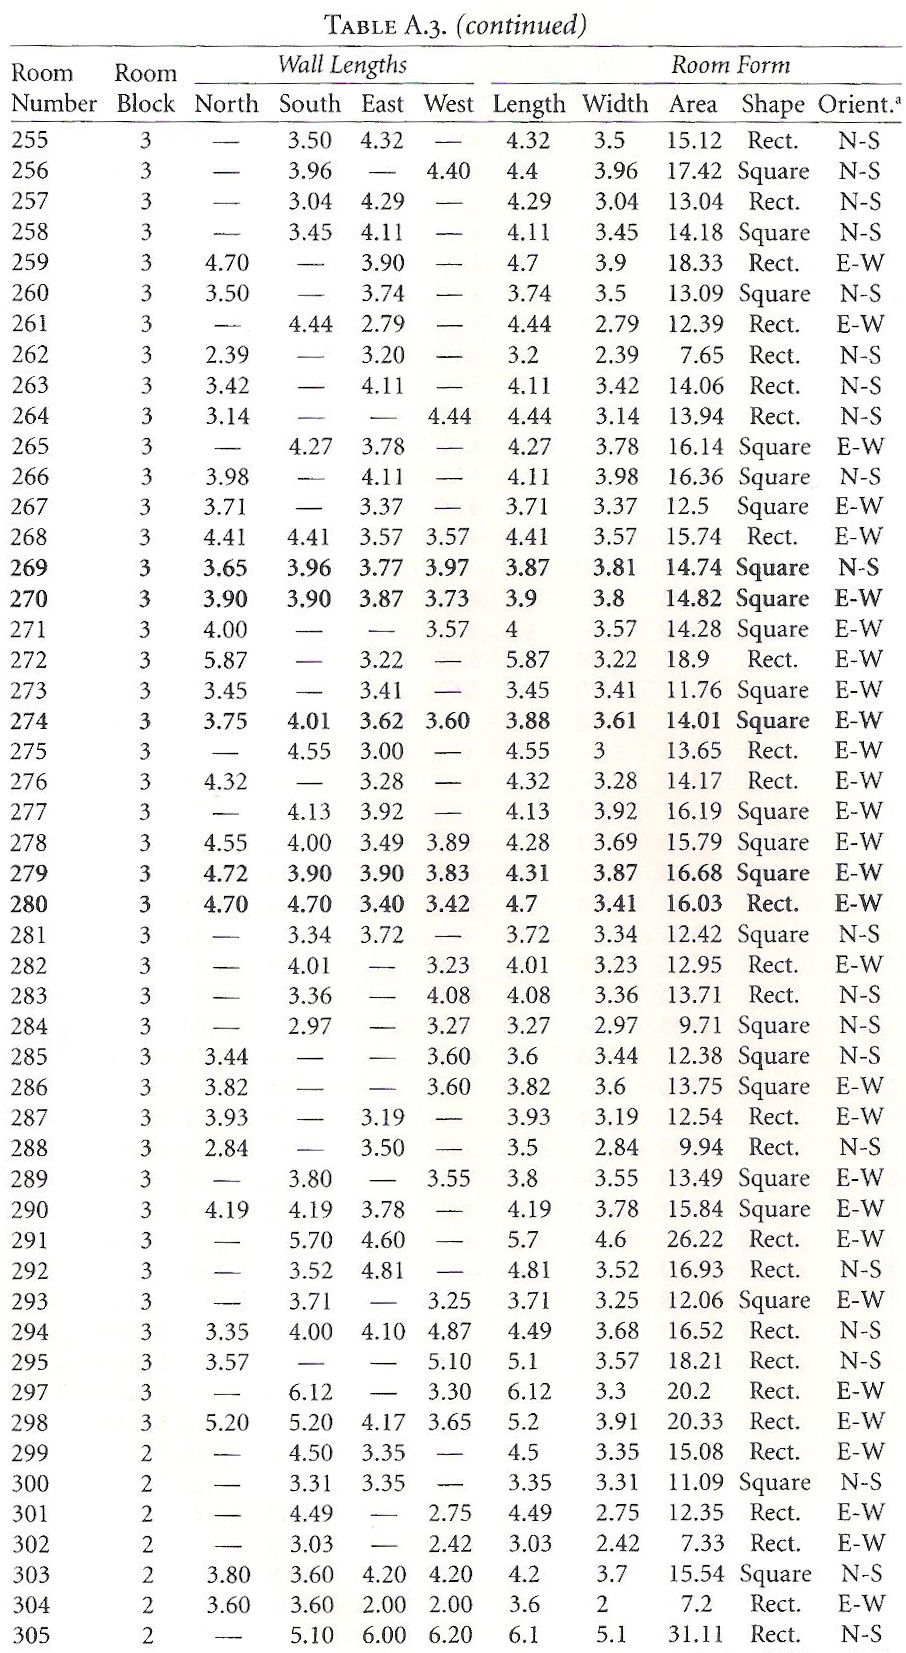 TABLE A.3. (continued)
Wall Lengths Room Form
Room Room
Number Block North South East West Length Width Area Shape Orient.ª
255 3 — 3.50 4.32 — 4.32 3.5 15.12 Rect. N-S
256 3 — 3.96 — 4.40 4.4 3.96 17.42 Square N-S
257 3 — 3.04 4.29 — 4.29 3.04 13.04 Rect. N-S
258 3 — 3.45 4.11 — 4.11 3.45 14.18 Square N-S
259 3 4.70 — 3.90 — 4.7 3.9 18.33 Rect. E-W
260 3 3.50 — 3.74 — 3.74 3.5 13.09 Square N-S
261 3 — 4.44 2.79 — 4.44 2.79 12.39 Rect. E-W
262 3 2.39 — 3.20 — 3.2 2.39 7.65 Rect. N-S
263 3 3.42 — 4.11 — 4.11 3.42 14.06 Rect. N-S
264 3 3.14 — — 4.44 4.44 3.14 13.94 Rect. N-S
265 3 — 4.27 3.78 — 4.27 3.78 16.14 Square E-W
266 3 3.98 — 4.11 — 4.11 3.98 16.36 Square N-S
267 3 3.71 — 3.37 — 3.71 3.37 12.5 Square E-W
268 3 4.41 4.41 3.57 3.57 4.41 3.57 15.74 Rect. E-W
269 3 3.65 3.96 3.77 3.97 3.87 3.81 14.74 Square N-S
270 3 3.90 3.90 3.87 3.73 3.9 3.8 14.82 Square E-W
271 3 4.00 — — 3.57 4 3.57 14.28 Square E-W
272 3 5.87 — 3.22 — 5.87 3.22 18.9 Rect. E-W
273 3 3.45 — 3.41 — 3.45 3.41 11.76 Square E-W
274 3 3.75 4.01 3.62 3.60 3.88 3.61 14.01 Square E-W
275 3 — 4.55 3.00 — 4.55 3 13.65 Rect. E-W
276 3 4.32 — 3.28 — 4.32 3.28 14.17 Rect. E-W
277 3 — 4.13 3.92 — 4.13 3.92 16.19 Square E-W
278 3 4.55 4.00 3.49 3.89 4.28 3.69 15.79 Square E-W
279 3 4.72 3.90 3.90 3.83 4.31 3.87 16.68 Square E-W
280 3 4.70 4.70 3.40 3.42 4.7 3.41 16.03 Rect. E-W
281 3 — 3.34 3.72 — 3.72 3.34 12.42 Square N-S
282 3 — 4.01 — 3.23 4.01 3.23 12.95 Rect. E-W
283 3 — 3.36 — 4.08 4.08 3.36 13.71 Rect. N-S
284 3 — 2.97 — 3.27 3.27 2.97 9.71 Square N-S
285 3 3.44 — — 3.60 3.6 3.44 12.38 Square N-S
286 3 3.82 — — 3.60 3.82 3.6 13.75 Square E-W
287 3 3.93 — 3.19 — 3.93 3.19 12.54 Rect. E-W
288 3 2.84 — 3.50 — 3.5 2.84 9.94 Rect. N-S
289 3 — 3.80 — 3.55 3.8 3.55 13.49 Square E-W
290 3 4.19 4.19 3.78 — 4.19 3.78 15.84 Square E-W
291 3 — 5.70 4.60 — 5.7 4.6 26.22 Rect. E-W
292 3 — 3.52 4.81 — 4.81 3.52 16.93 Rect. N-S
293 3 — 3.71 — 3.25 3.71 3.25 12.06 Square E-W
294 3 3.35 4.00 4.10 4.87 4.49 3.68 16.52 Rect. N-S
295 3 3.57 — — 5.10 5.1 3.57 18.21 Rect. N-S
297 3 — 6.12 — 3.30 6.12 3.3 20.2 Rect. E-W
298 3 5.20 5.20 4.17 3.65 5.2 3.91 20.33 Rect. E-W
299 2 — 4.50 3.35 — 4.5 3.35 15.08 Rect. E-W
300 2 — 3.31 3.35 — 3.35 3.31 11.09 Square N-S
301 2 — 4.49 — 2.75 4.49 2.75 12.35 Rect. E-W
302 2 — 3.03 — 2.42 3.03 2.42 7.33 Rect. E-W
303 2 3.80 3.60 4.20 4.20 4.2 3.7 15.54 Square N-S
304 2 3.60 3.60 2.00 2.00 3.6 2 7.2 Rect. E-W
305 2 — 5.10 6.00 6.20 6.1 5.1 31.11 Rect. N-S